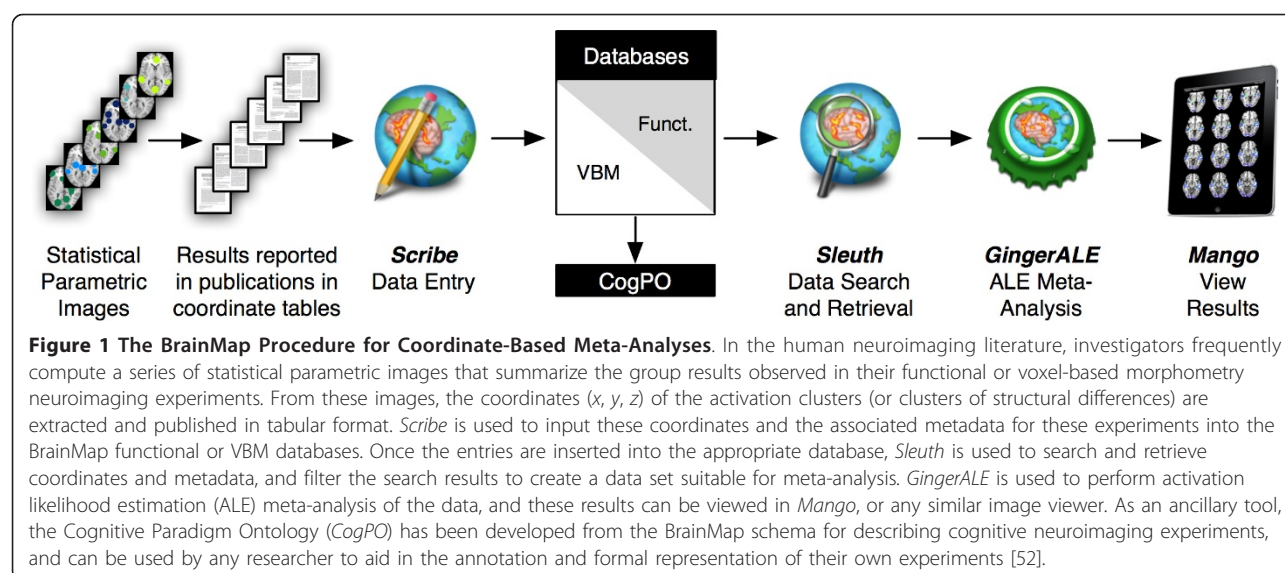 Databases
Funct.
VBM
CogPO
Statistical
Parametric
Images
Results reported
in publications in
coordinate tables
Scribe
Data Entry
Sleuth
Data Search
and Retrieval
GingerALE
ALE Meta-
Analysis
Mango
View
Results
Figure 1 The BrainMap Procedure for Coordinate-Based Meta-Analyses. In the human neuroimaging literature, investigators frequently
compute a series of statistical parametric images that summarize the group results observed in their functional or voxel-based morphometry
neuroimaging experiments. From these images, the coordinates (x, y, z) of the activation clusters (or clusters of structural differences) are
extracted and published in tabular format. Scribe is used to input these coordinates and the associated metadata for these experiments into the
BrainMap functional or VBM databases. Once the entries are inserted into the appropriate database, Sleuth is used to search and retrieve
coordinates and metadata, and filter the search results to create a data set suitable for meta-analysis. GingerALE is used to perform activation
likelihood estimation (ALE) meta-analysis of the data, and these results can be viewed in Mango, or any similar image viewer. As an ancillary tool,
the Cognitive Paradigm Ontology (CogPO) has been developed from the BrainMap schema for describing cognitive neuroimaging experiments,
and can be used by any researcher to aid in the annotation and formal representation of their own experiments [52].